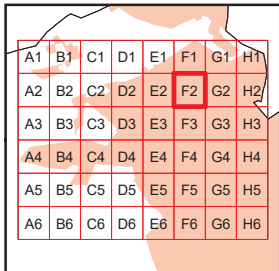 A1 B1 C1 D1 E1 F1 G1 H1
A2 B2 C2 D2 E2 F2 G2 H2
A3 B3 C3 D3 E3 F3 G3 H3
A4 B4 C4 D4 E4 F4 G4 H4
A5 B5 C5 D5 E5 F5 G5 H5
A6 B6 C6 D6 E6 F6 G6 H6